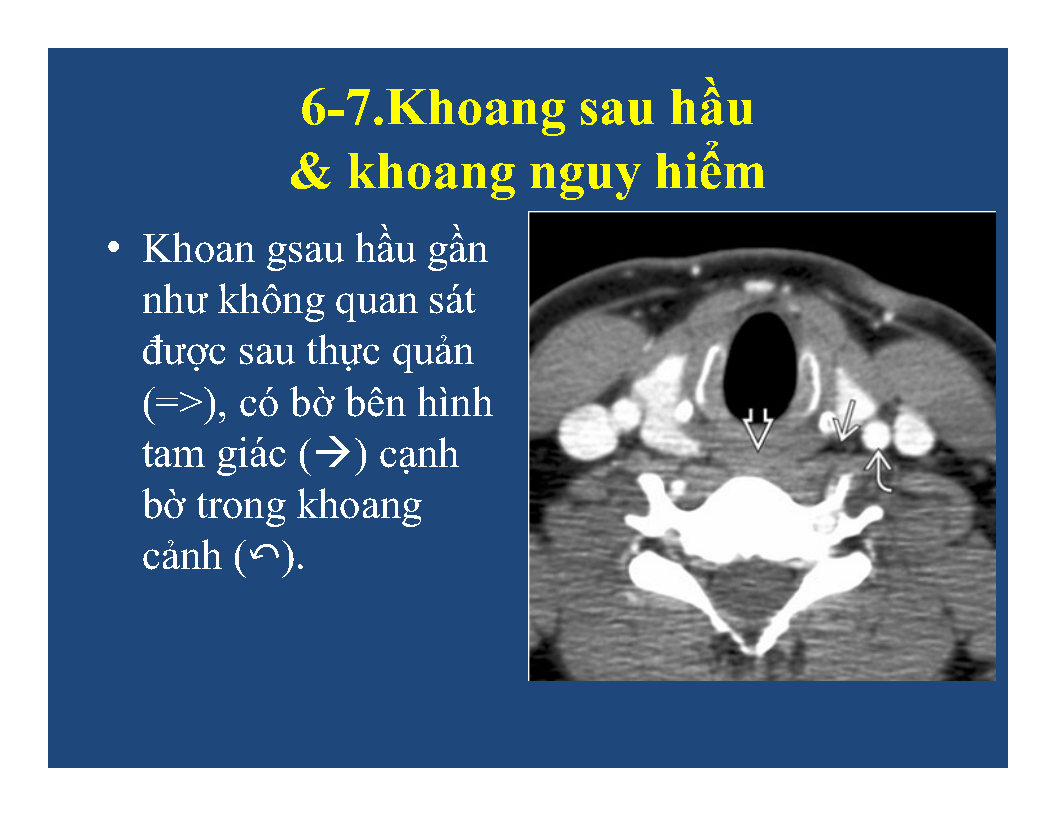 6-7.Khoang sau hầu
& khoang nguy hiểm
• Khoan gsau hầu gần
như không quan sát
được sau thực quản
(=>), có bờ bên hình
tam giác (→) cạnh
bờ trong khoang
cảnh (↶).